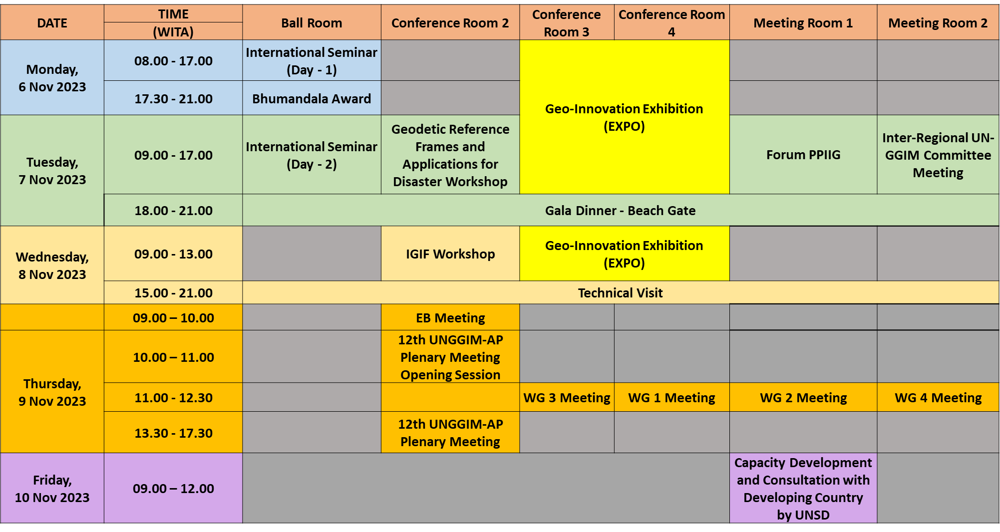 DATE
TIME
(WITA)
Ball Room
Conference Room 2
Conference
Room 3
Conference Room
4
Meeting Room 1
Meeting Room 2
Monday,
6 Nov 2023
08.00 - 17.00
International Seminar
(Day - 1)
17.30 - 21.00
Bhumandala Award
Geo-Innovation Exhibition
(EXPO)
Tuesday,
7 Nov 2023
09.00 - 17.00
International Seminar
(Day - 2)
Geodetic Reference
Frames and
Applications for
Disaster Workshop
Forum PPIIG
Inter-Regional UN-
GGIM Committee
Meeting
18.00 - 21.00
Gala Dinner - Beach Gate
Wednesday,
8 Nov 2023
09.00 - 13.00
IGIF Workshop
Geo-Innovation Exhibition
(EXPO)
15.00 - 21.00
Technical Visit
09.00 – 10.00
EB Meeting
Thursday,
9 Nov 2023
10.00 – 11.00
12th UNGGIM-AP
Plenary Meeting
Opening Session
11.00 - 12.30
WG 3 Meeting
WG 1 Meeting
WG 2 Meeting
WG 4 Meeting
13.30 - 17.30
12th UNGGIM-AP
Plenary Meeting
Friday,
10 Nov 2023
09.00 – 12.00
Capacity Development
and Consultation with
Developing Country
by UNSD